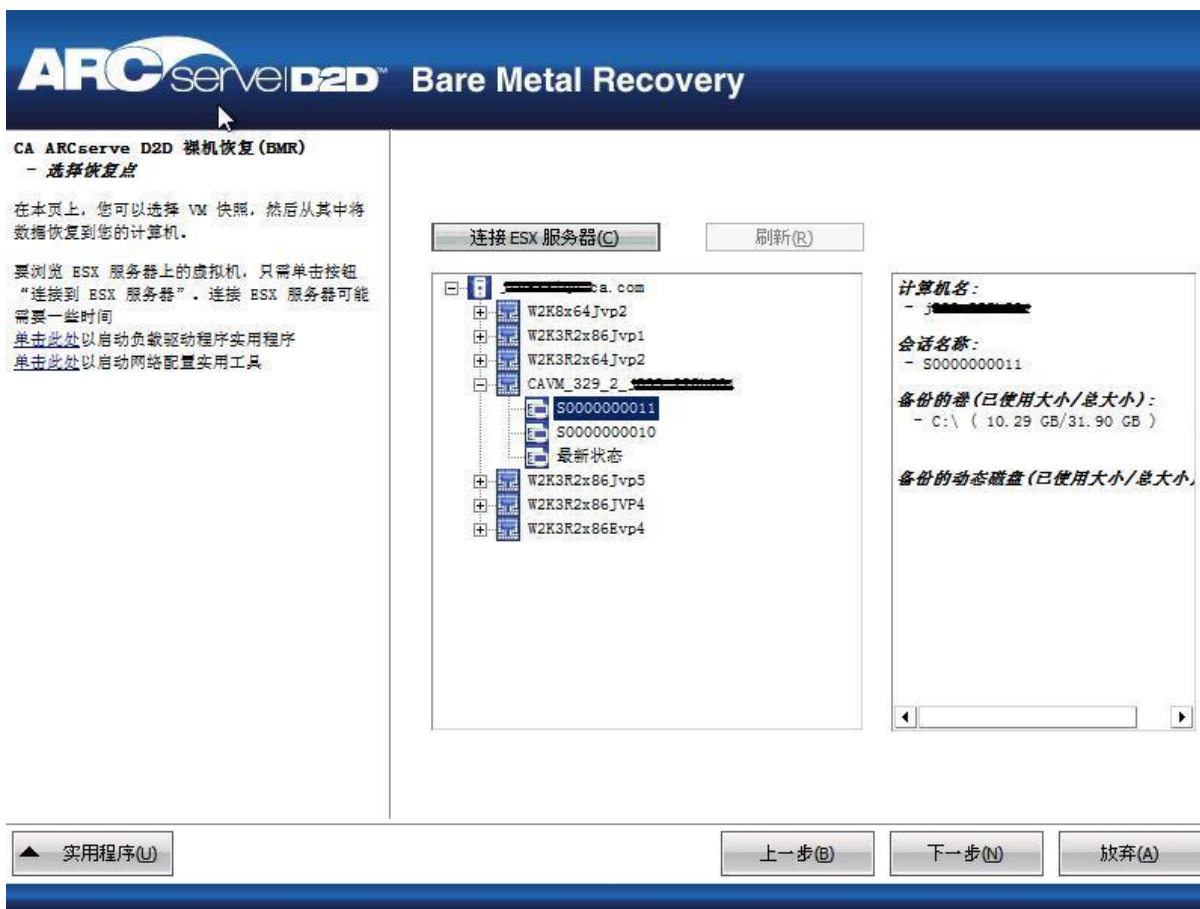 ARCserve D2D™ Bare Metal Recovery
CA ARCserve D2D 裸机恢复(BMR)
- 选择恢复点
在本页上，您可以选择 VM 快照，然后从其中将
数据恢复到您的计算机。
要浏览 ESX 服务器上的虚拟机，只需单击按钮
“连接到 ESX 服务器”。连接 ESX 服务器可能
需要一些时间
单击此处以启动负载驱动程序实用程序
单击此处以启动网络配置实用工具
连接 ESX 服务器(C)
刷新(R)
ca.com
W2K8x64Jvp2
W2K3R2x86Jvp1
W2K3R2x64Jvp2
CAVM_329_2_
S0000000011
S0000000010
最新状态
W2K3R2x86Jvp5
W2K3R2x86JVP4
W2K3R2x86Evp4
计算机名:
- j
会话名称:
- S0000000011
备份的卷(已使用大小/总大小):
- C:\ ( 10.29 GB/31.90 GB )
备份的动态磁盘(已使用大小/总大小,
实用程序(U)
上一步(B)
下一步(N)
放弃(A)